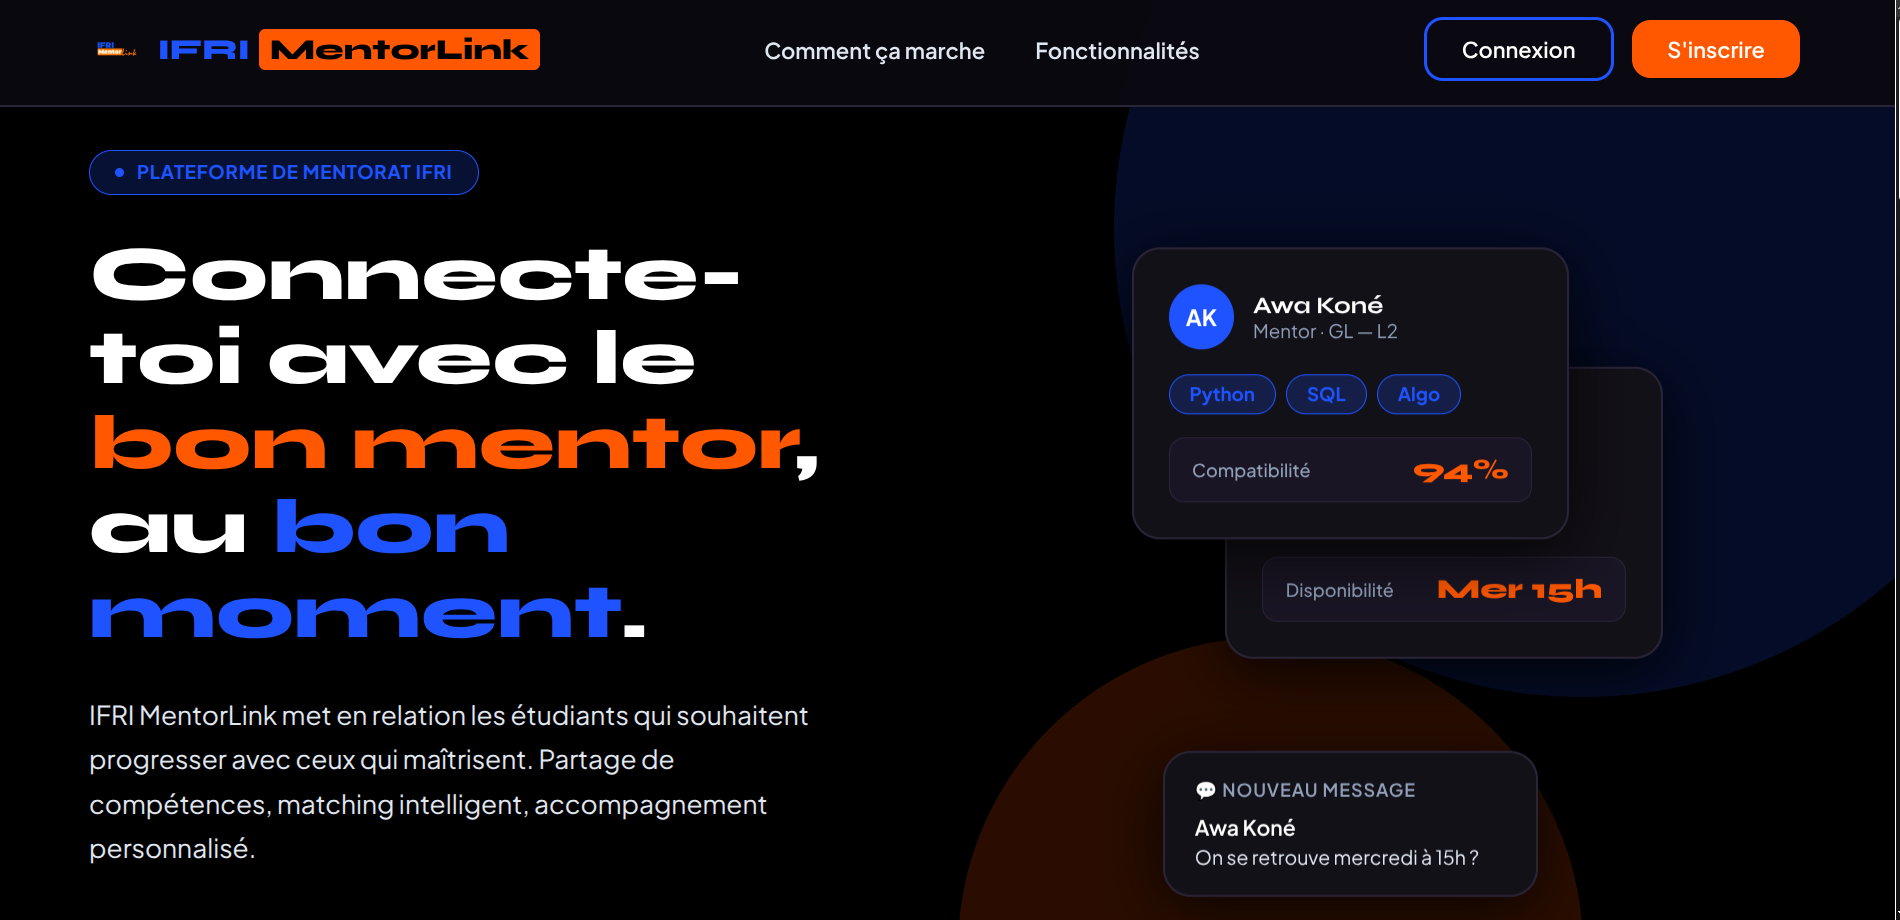 IFRI MentorLink
IFRI MentorLink
Comment ça marche
Fonctionnalités
Connexion
S'inscrire
PLATEFORME DE MENTORAT IFRI
Connecte-
toi avec le
bon mentor,
au bon
moment.
IFRI MentorLink met en relation les étudiants qui souhaitent
progresser avec ceux qui maîtrisent. Partage de
compétences, matching intelligent, accompagnement
personnalisé.
AK
Awa Koné
Mentor · GL — L2
Python
SQL
Algo
Compatibilité
94%
Disponibilité
Mer 15h
💬 NOUVEAU MESSAGE
Awa Koné
On se retrouve mercredi à 15h ?